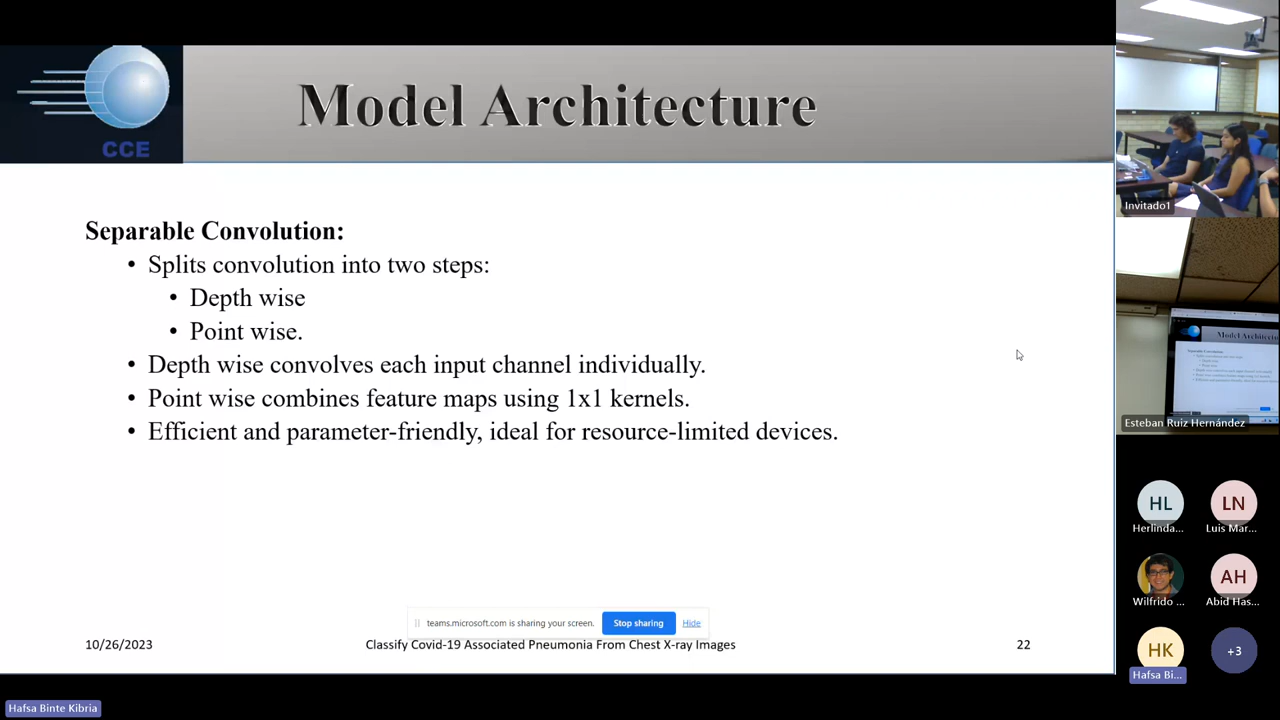 CCE
Model Architecture
Separable Convolution:
• Splits convolution into two steps:
• Depth wise
• Point wise.
• Depth wise convolves each input channel individually.
• Point wise combines feature maps using 1x1 kernels.
• Efficient and parameter-friendly, ideal for resource-limited devices.
teams.microsoft.com is sharing your screen.
Stop sharing
Hide
10/26/2023
Classify Covid-19 Associated Pneumonia From Chest X-ray Images
22
Hafsa Binte Kibria
Invitado1
Model Architectu
Esteban Ruíz Hernández
HL
Herlinda...
LN
Luis Mar...
Wilfrido ...
AH
Abid Has...
HK
Hafsa Bi...
+3